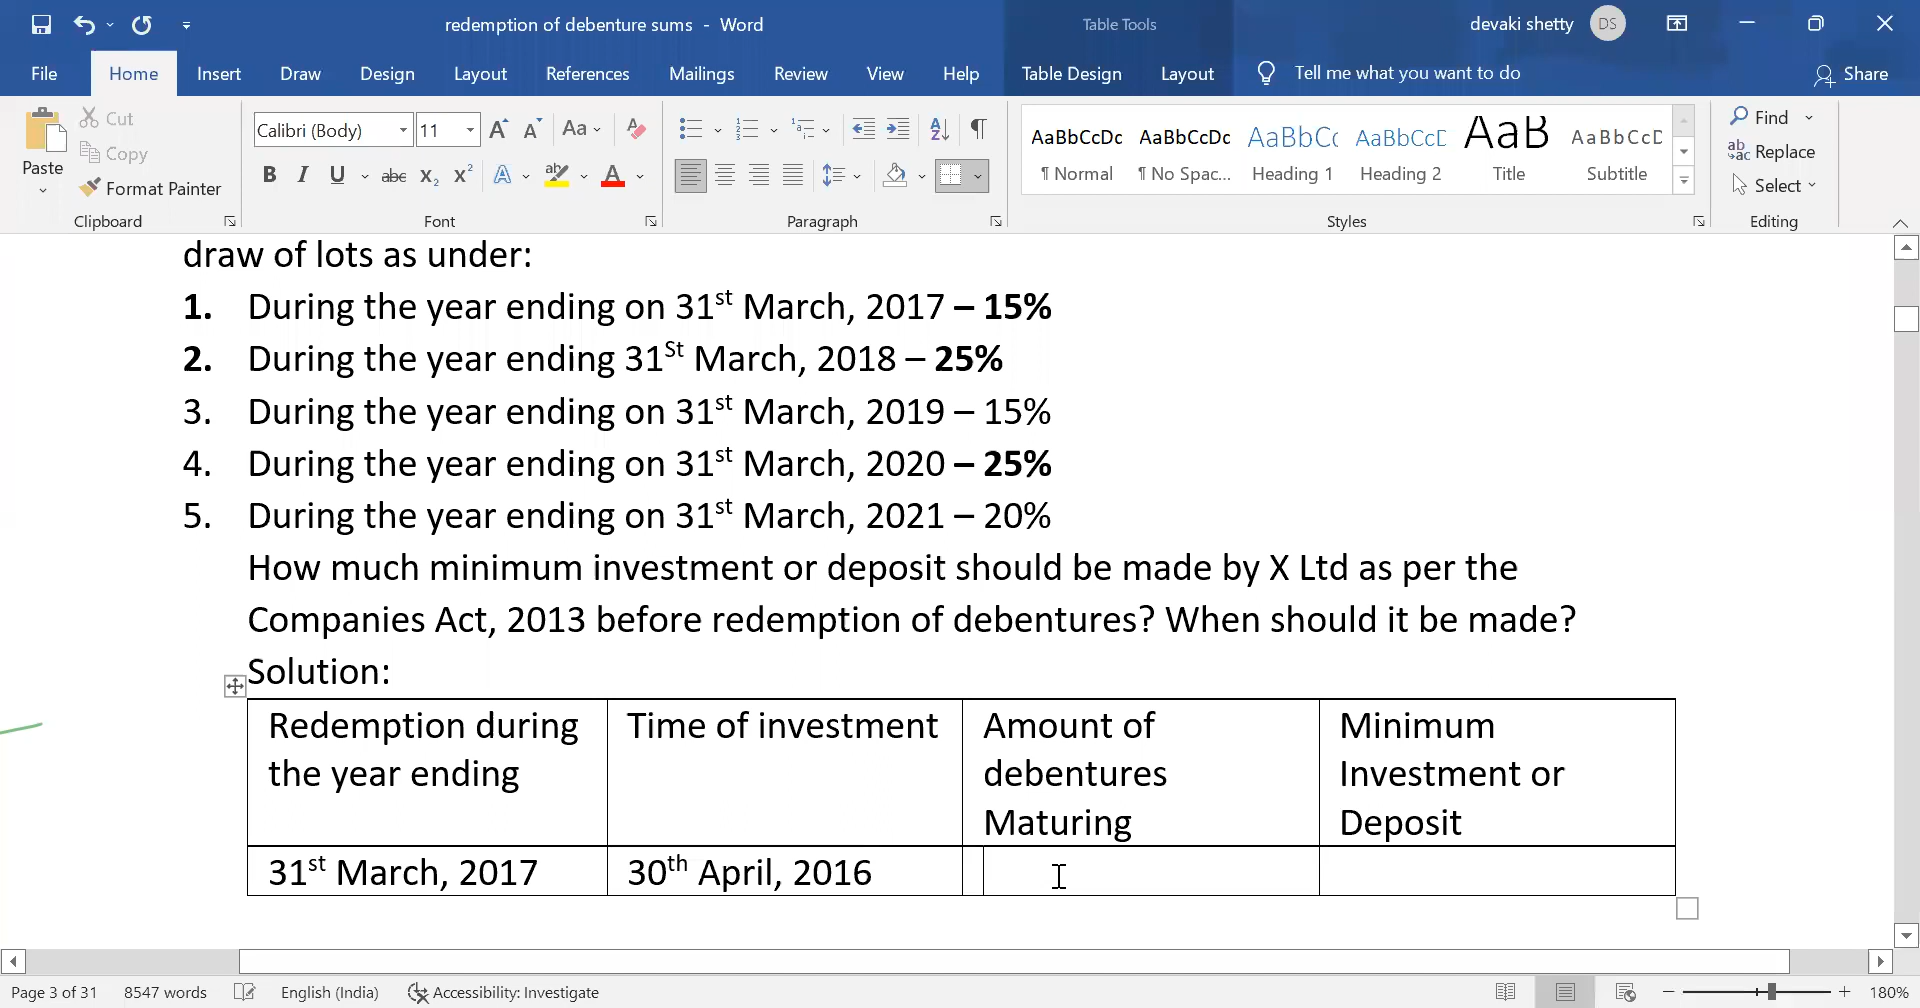 redemption of debenture sums - Word
Table Tools
devaki shetty
DS
File Home Insert Draw Design Layout References Mailings Review View Help Table Design Layout Tell me what you want to do Share
Paste
Cut
Copy
Format Painter
Clipboard
Calibri (Body) 11
Font
Paragraph
AaBbCcDc AaBbCcDc AaBbCc AaBbCcD AaB AaBbCcD
¶ Normal ¶ No Spac... Heading 1 Heading 2 Title Subtitle
Styles
Find
Replace
Select
Editing
draw of lots as under:
1. During the year ending on 31st March, 2017 – 15%
2. During the year ending 31St March, 2018 – 25%
3. During the year ending on 31st March, 2019 – 15%
4. During the year ending on 31st March, 2020 – 25%
5. During the year ending on 31st March, 2021 – 20%
How much minimum investment or deposit should be made by X Ltd as per the
Companies Act, 2013 before redemption of debentures? When should it be made?
Solution:
Redemption during
the year ending
Time of investment
Amount of
debentures
Maturing
Minimum
Investment or
Deposit
31st March, 2017
30th April, 2016
Page 3 of 31 8547 words English (India) Accessibility: Investigate 180%